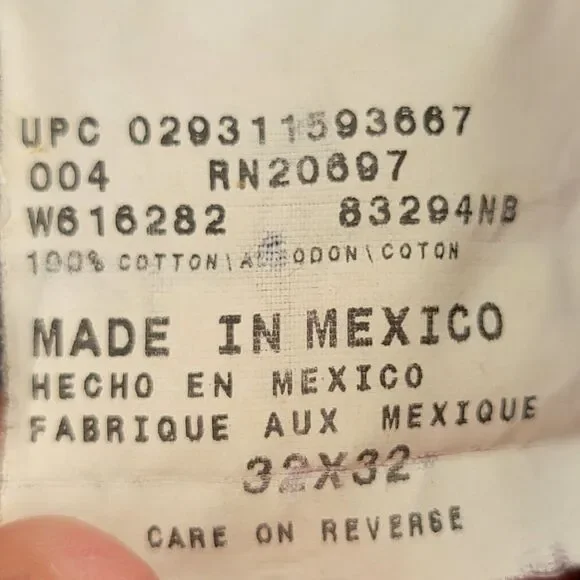 UPC 029311593667
004 RN20697
W616282 83294NB
100% COTTON\ALGODON\COTON
MADE IN MEXICO
HECHO EN MEXICO
FABRIQUE AUX MEXIQUE
32X32
CARE ON REVERSE